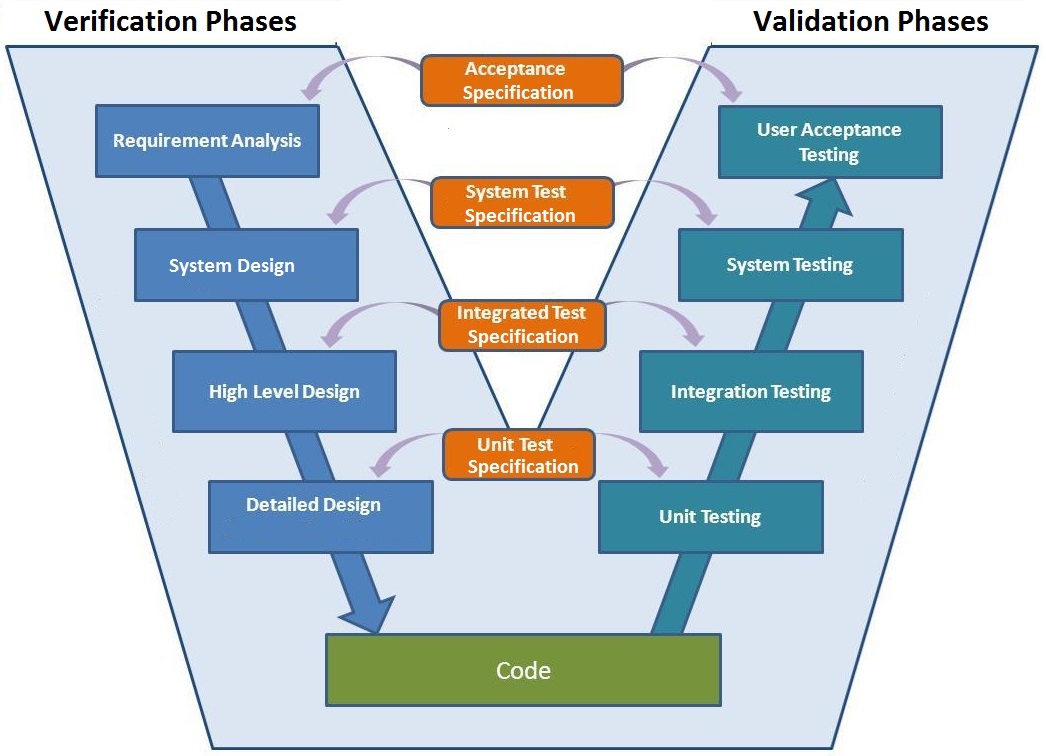 Verification Phases
Validation Phases
Acceptance
Specification
Requirement Analysis
User Acceptance
Testing
System Test
Specification
System Design
System Testing
Integrated Test
Specification
High Level Design
Integration Testing
Unit Test
Specification
Detailed Design
Unit Testing
Code